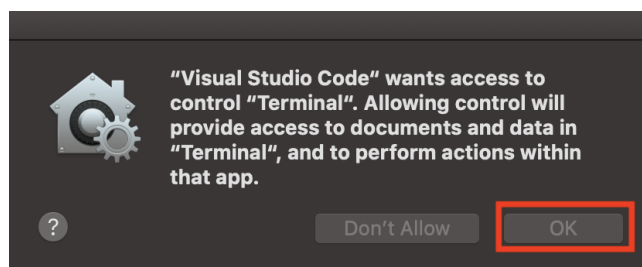 “Visual Studio Code“ wants access to
control “Terminal“. Allowing control will
provide access to documents and data in
“Terminal“, and to perform actions within
that app.
?
Don’t Allow
OK